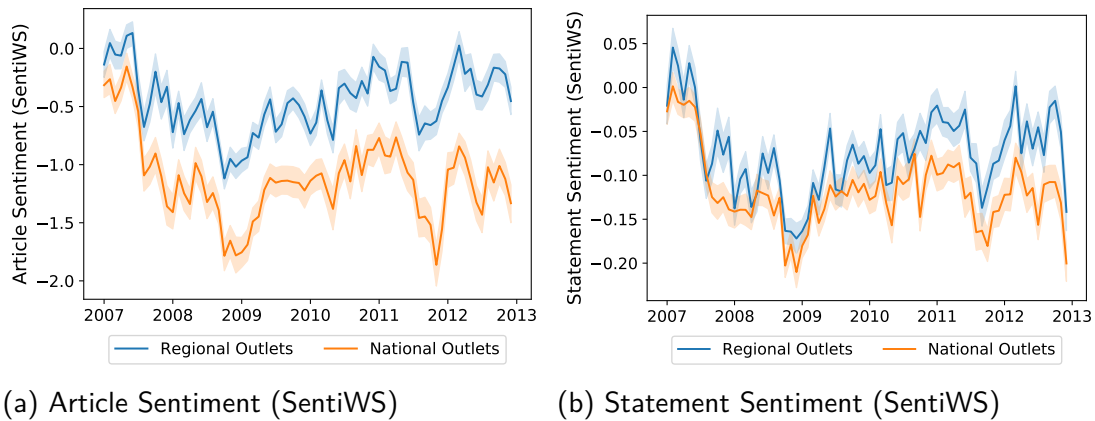 0.0
−0.5
−1.0
−1.5
−2.0
Article Sentiment (SentiWS)
2007 2008 2009 2010 2011 2012 2013
Regional Outlets National Outlets
(a) Article Sentiment (SentiWS)
0.05
0.00
−0.05
−0.10
−0.15
−0.20
Statement Sentiment (SentiWS)
2007 2008 2009 2010 2011 2012 2013
Regional Outlets National Outlets
(b) Statement Sentiment (SentiWS)